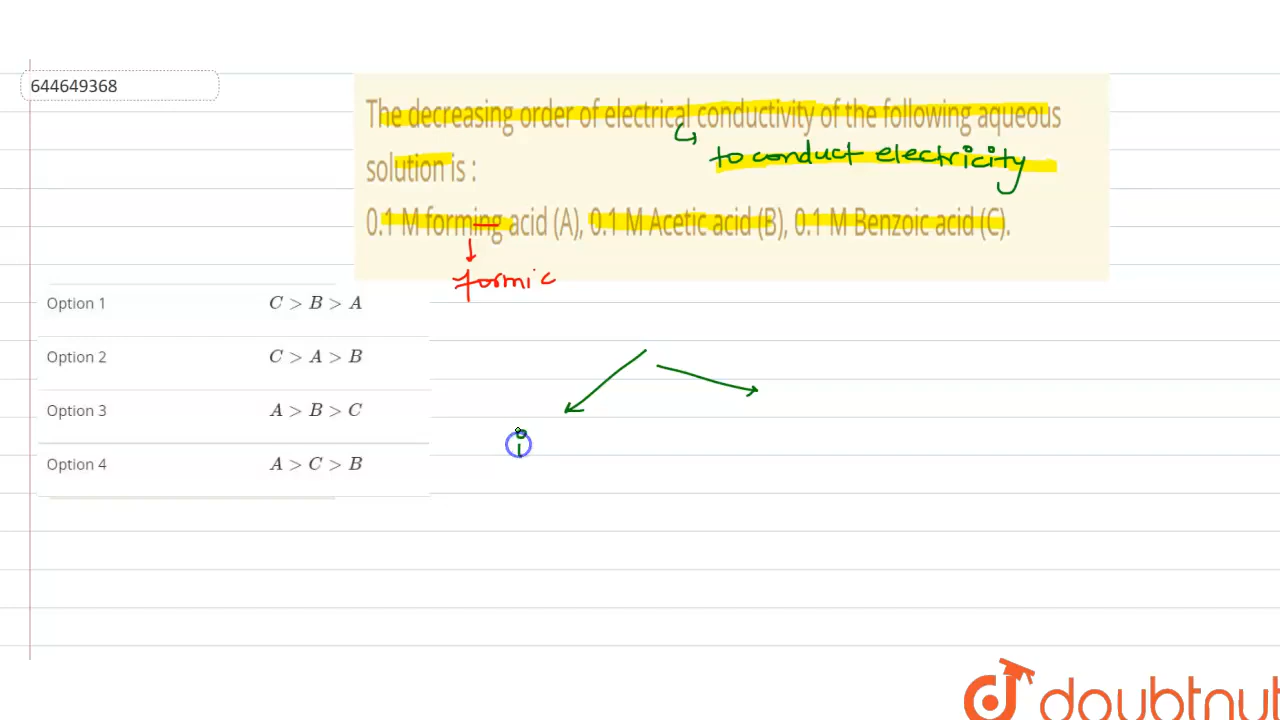 644649368
The decreasing order of electrical conductivity of the following aqueous
to conduct electricity
solution is :
0.1 M forming acid (A), 0.1 M Acetic acid (B), 0.1 M Benzoic acid (C).
formic
Option 1 C > B > A
Option 2 C > A > B
Option 3 A > B > C
Option 4 A > C > B
i
doubtnut